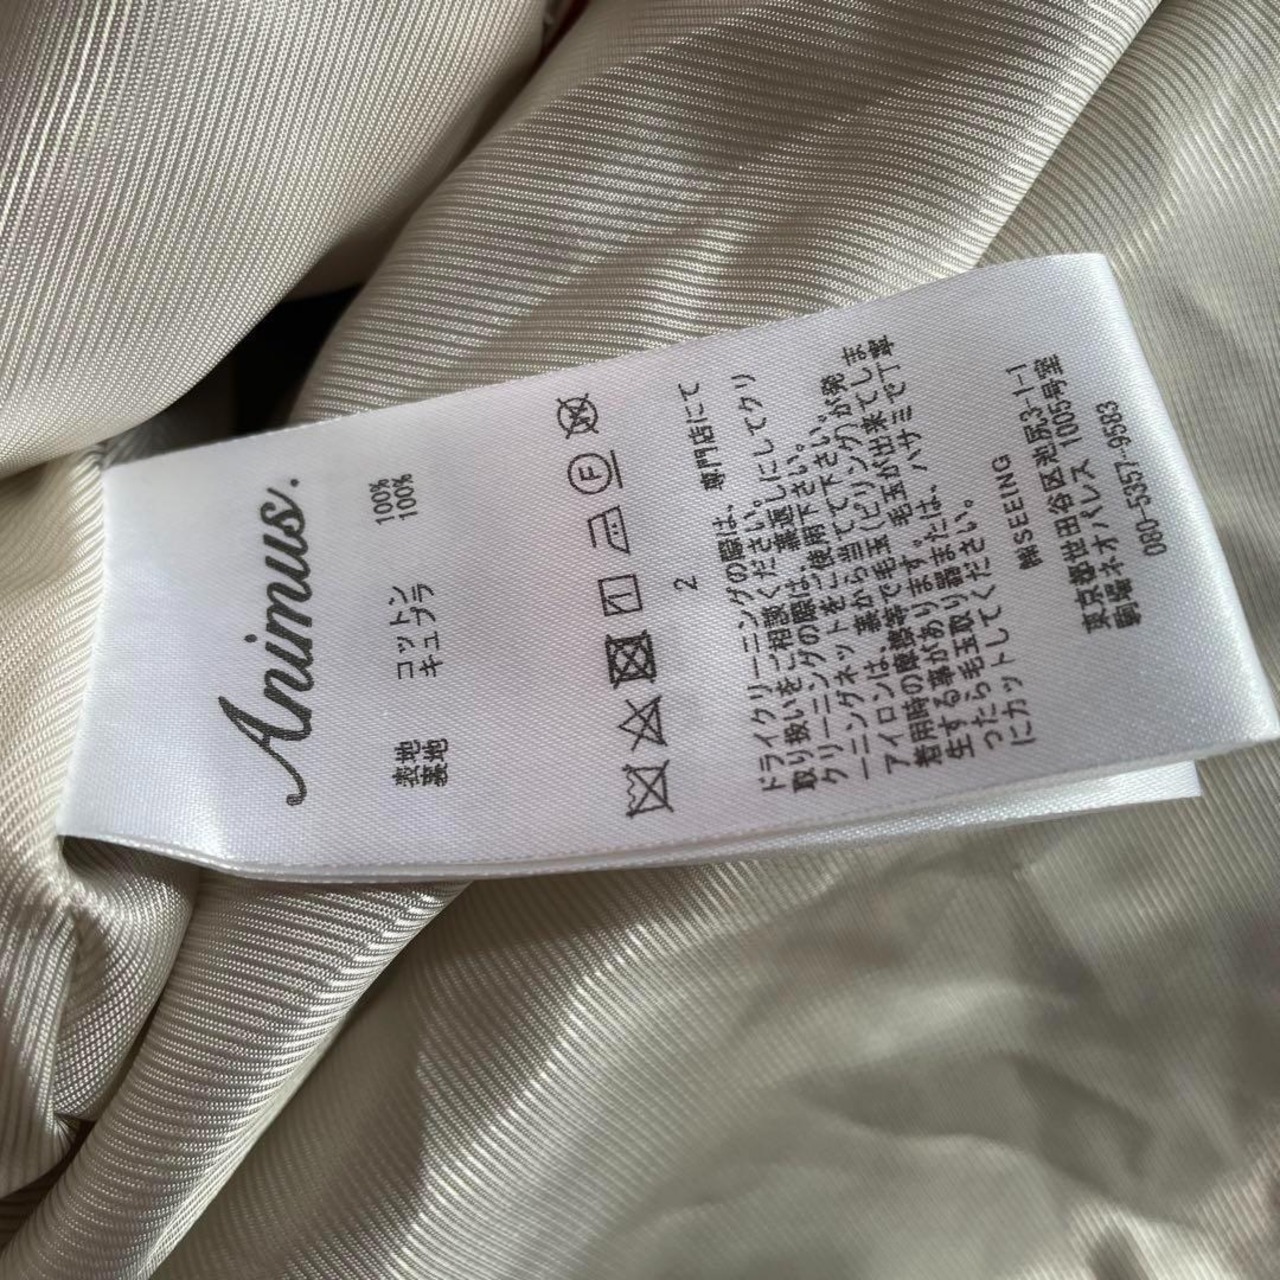 Animus.
表地 コットン 100%
裏地 キュプラ 100%
2
ドライクリーニングの際は、専門店にて
取り扱いをご相談ください。
クリーニングの際は、裏返しにしてクリ
ーニングネットをご使用下さい。
アイロンは、裏から当てて下さい。
着用時の摩擦等で毛玉(ピリング)が発
生する事があります。毛玉が出来てしま
ったら毛玉取り器または、ハサミで丁寧
にカットしてください。
㈱SEEING
東京都世田谷区池尻3-1-1
駒場ネオパレス 1005号室
080-5357-9583